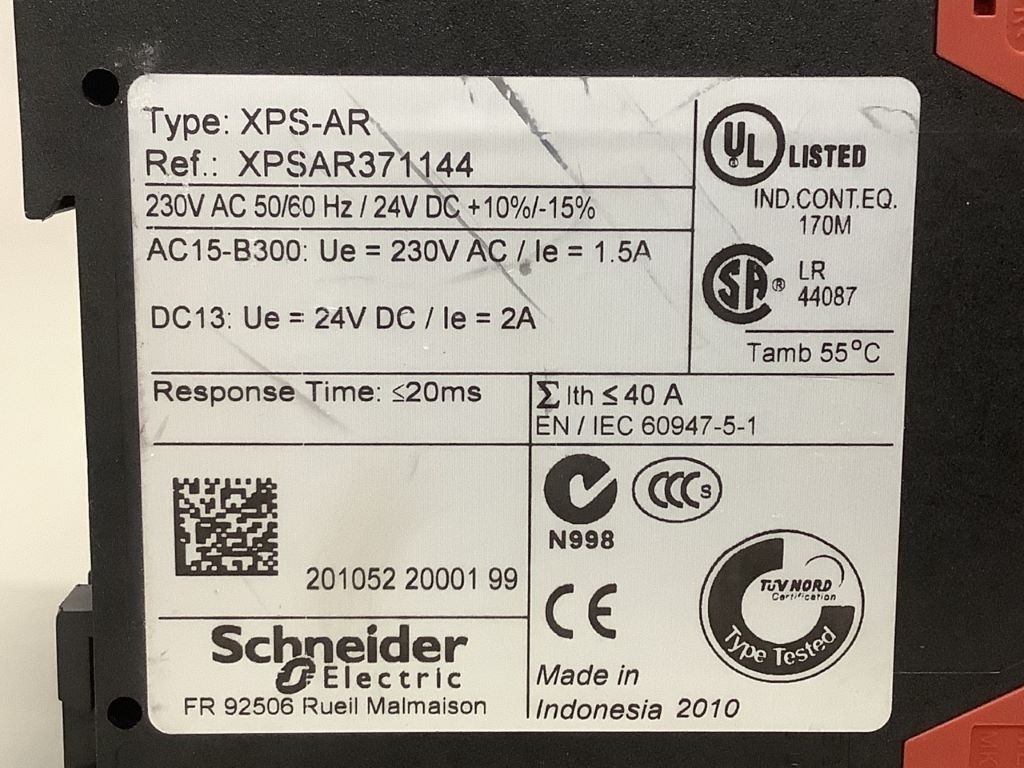 Type: XPS-AR
Ref.: XPSAR371144
230V AC 50/60 Hz / 24V DC +10%/-15%
AC15-B300: Ue = 230V AC / Ie = 1.5A
DC13: Ue = 24V DC / Ie = 2A
UL ® LISTED
IND.CONT.EQ.
170M
SA ® LR
44087
Tamb 55°C
Response Time: ≤20ms
Σ Ith ≤ 40 A
EN / IEC 60947-5-1
201052 20001 99
N998
CCC S
CE
TÜV NORD
Certification
Type Tested
Schneider
Electric
FR 92506 Rueil Malmaison
Made in
Indonesia 2010